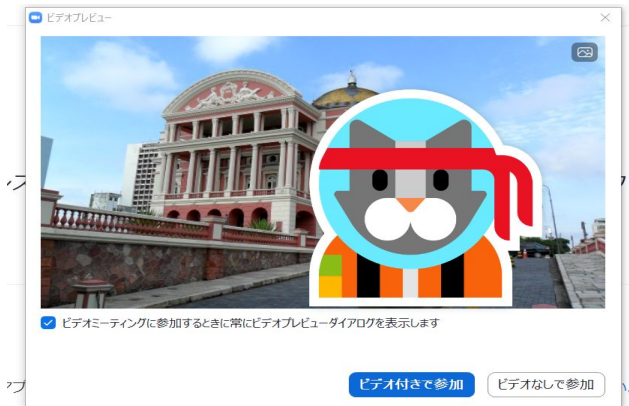 ビデオプレビュー
ビデオミーティングに参加するときに常にビデオプレビューダイアログを表示します
ビデオ付きで参加
ビデオなしで参加